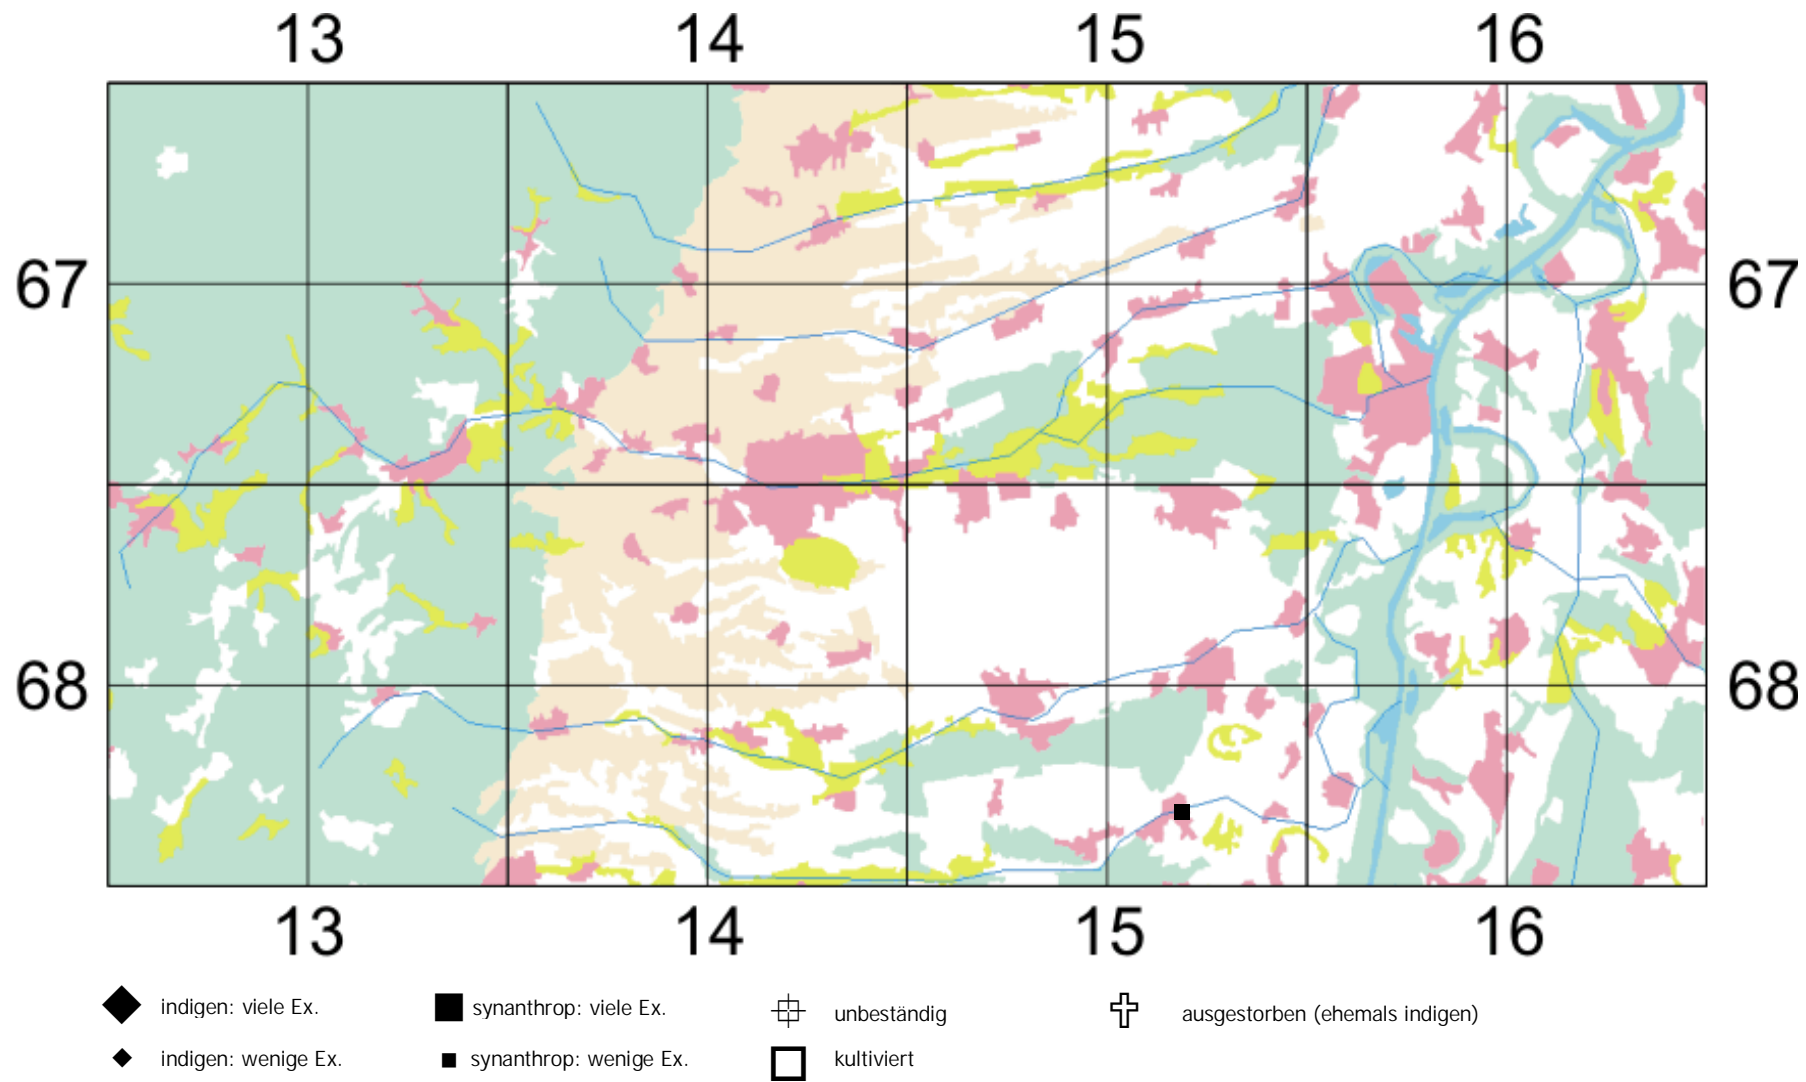 13 14 15 16
67 67
68 68
13 14 15 16
indigen: viele Ex. synanthrop: viele Ex. unbeständig ausgestorben (ehemals indigen)
indigen: wenige Ex. synanthrop: wenige Ex. kultiviert